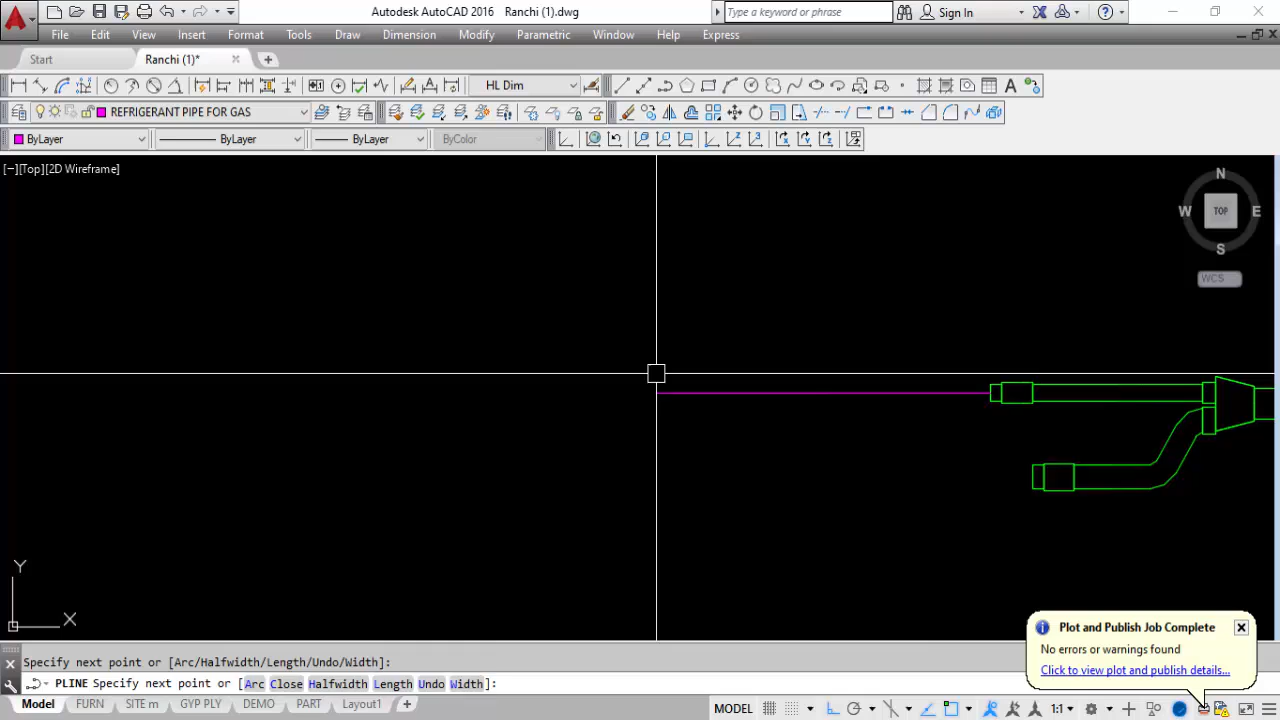 Autodesk AutoCAD 2016 Ranchi (1).dwg
Type a keyword or phrase
Sign In
File Edit View Insert Format Tools Draw Dimension Modify Parametric Window Help Express
Start
Ranchi (1)*
HL Dim
REFRIGERANT PIPE FOR GAS
ByLayer
ByLayer
ByLayer
ByColor
[−][Top][2D Wireframe]
N
W
TOP
E
S
WCS
Y
X
Plot and Publish Job Complete
No errors or warnings found
Click to view plot and publish details...
Specify next point or [Arc/Halfwidth/Length/Undo/Width]:
PLINE Specify next point or [Arc Close Halfwidth Length Undo Width]:
Model FURN SITE m GYP PLY DEMO PART Layout1
MODEL
1:1